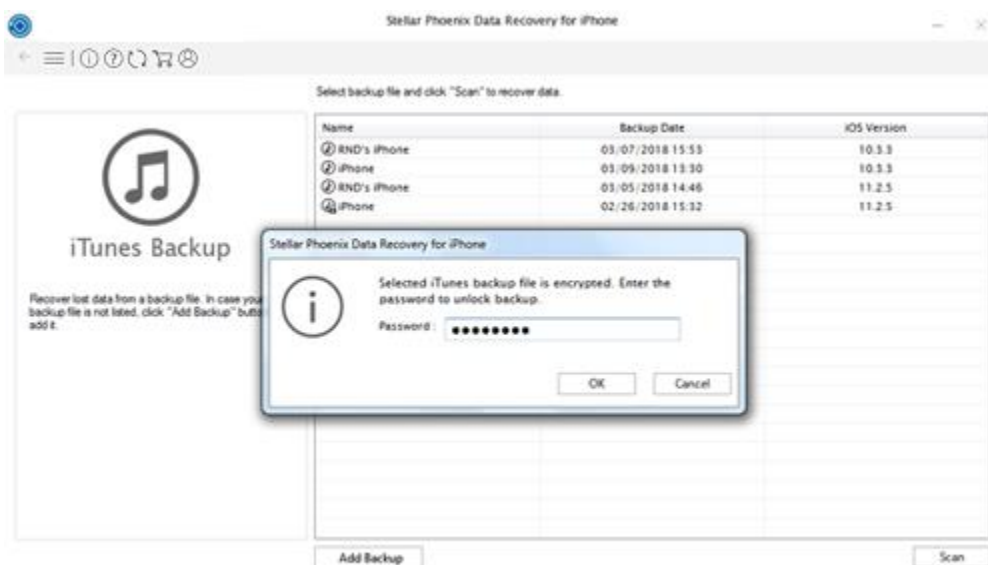 Stellar Phoenix Data Recovery for iPhone
Select backup file and click "Scan" to recover data.
Name Backup Date iOS Version
RND's iPhone 03/07/2018 15:53 10.3.3
iPhone 03/09/2018 13:30 10.3.3
RND's iPhone 03/05/2018 14:46 11.2.5
iPhone 02/26/2018 15:32 11.2.5
iTunes Backup
Recover lost data from a backup file. In case your
backup file is not listed, click "Add Backup" butto
add it.
Stellar Phoenix Data Recovery for iPhone
Selected iTunes backup file is encrypted. Enter the
password to unlock backup.
Password :
OK Cancel
Add Backup Scan